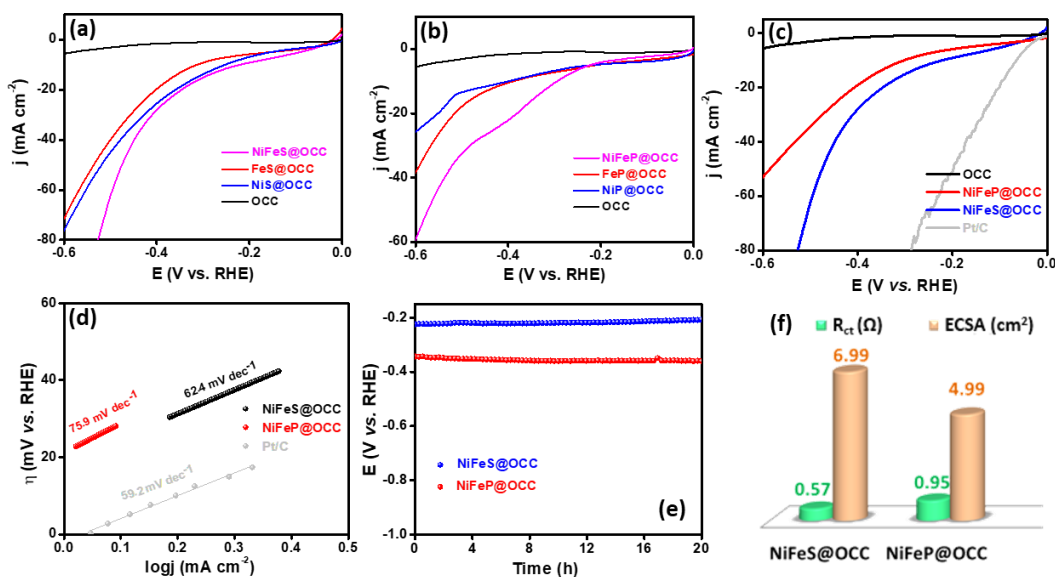 (a)
0
-20
-40
-60
-80
j (mA cm-2)
NiFeS@OCC
FeS@OCC
NiS@OCC
OCC
-0.6
-0.4
-0.2
0.0
E (V vs. RHE)
(b)
0
-20
-40
-60
j (mA cm-2)
NiFeP@OCC
FeP@OCC
NiP@OCC
OCC
-0.6
-0.4
-0.2
0.0
E (V vs. RHE)
(c)
0
-20
-40
-60
-80
j (mA cm-2)
OCC
NiFeP@OCC
NiFeS@OCC
Pt/C
-0.6
-0.4
-0.2
0.0
E (V vs. RHE)
(d)
60
40
20
0
η (mV vs. RHE)
75.9 mV dec-1
62.4 mV dec-1
59.2 mV dec-1
NiFeS@OCC
NiFeP@OCC
Pt/C
0.0
0.1
0.2
0.3
0.4
0.5
logj (mA cm-2)
-0.2
-0.4
-0.6
-0.8
-1.0
E (V vs. RHE)
NiFeS@OCC
NiFeP@OCC
(e)
0
5
10
15
20
Time (h)
(f)
Rct (Ω)
ECSA (cm2)
6.99
4.99
0.57
0.95
NiFeS@OCC
NiFeP@OCC